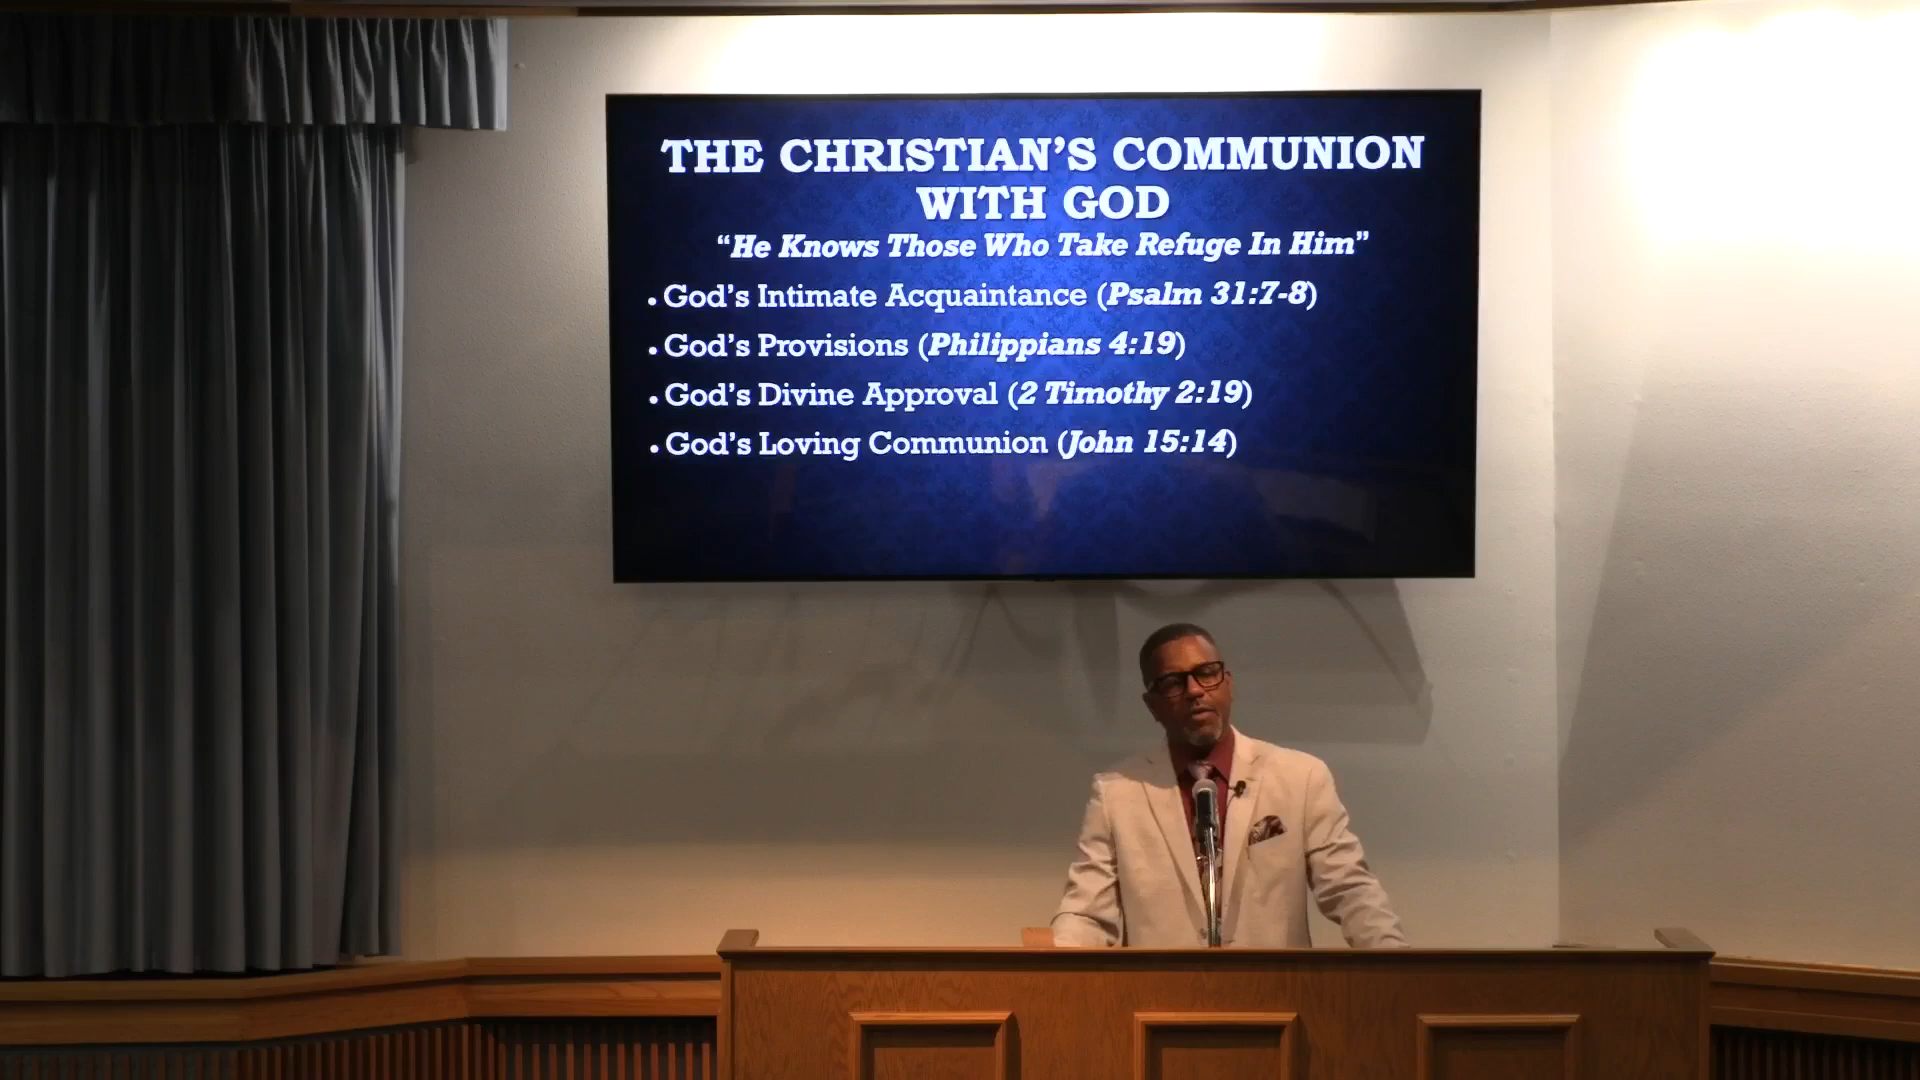 THE CHRISTIAN’S COMMUNION
WITH GOD
“He Knows Those Who Take Refuge In Him”
• God’s Intimate Acquaintance (Psalm 31:7-8)
• God’s Provisions (Philippians 4:19)
• God’s Divine Approval (2 Timothy 2:19)
• God’s Loving Communion (John 15:14)